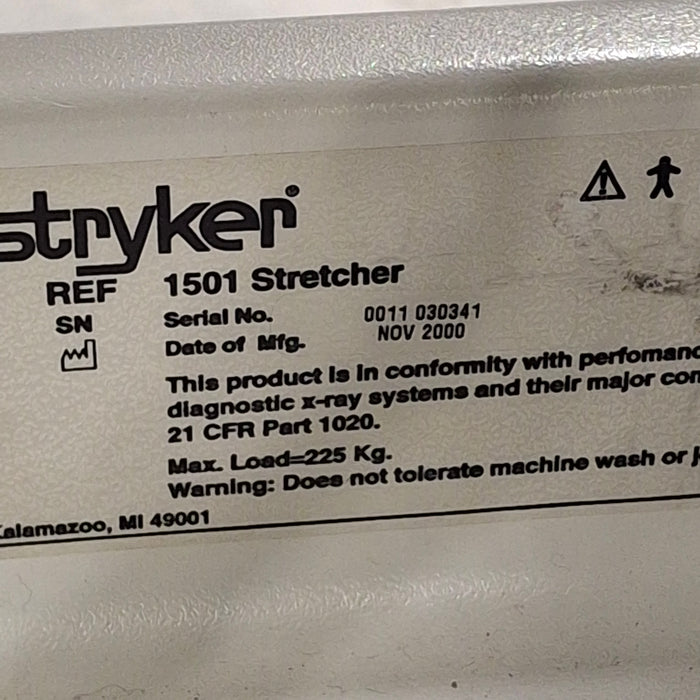 stryker®
REF 1501 Stretcher
SN Serial No. 0011 030341
Date of Mfg. NOV 2000
This product is in conformity with perfomanc
diagnostic x-ray systems and their major com
21 CFR Part 1020.
Max. Load=225 Kg.
Warning: Does not tolerate machine wash or
Kalamazoo, MI 49001